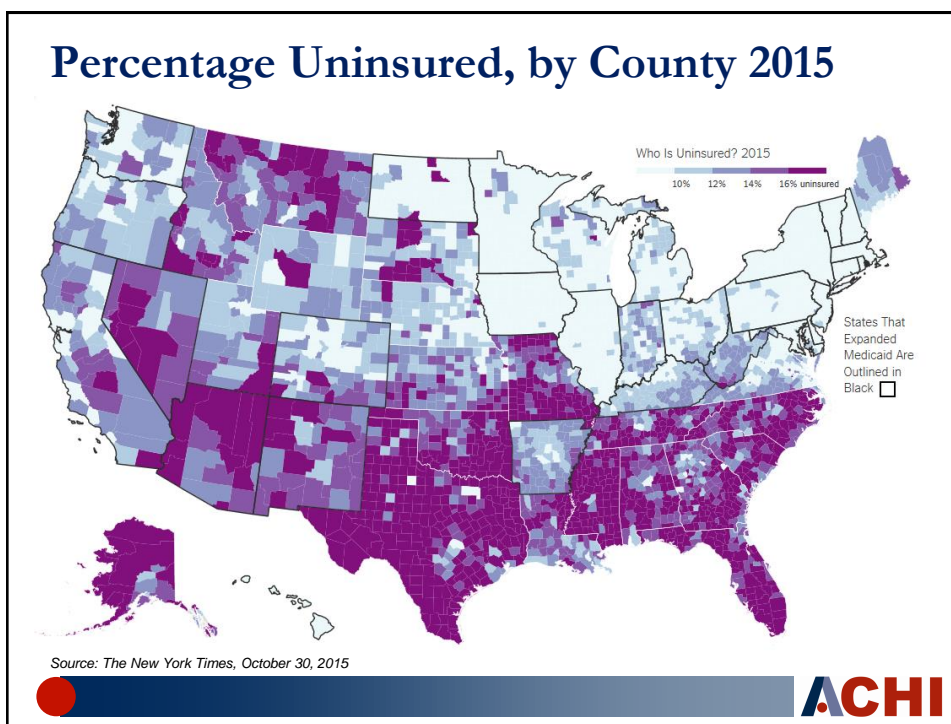 Percentage Uninsured, by County 2015
Who Is Uninsured? 2015
10% 12% 14% 16% uninsured
States That
Expanded
Medicaid Are
Outlined in
Black
Source: The New York Times, October 30, 2015
ACHI